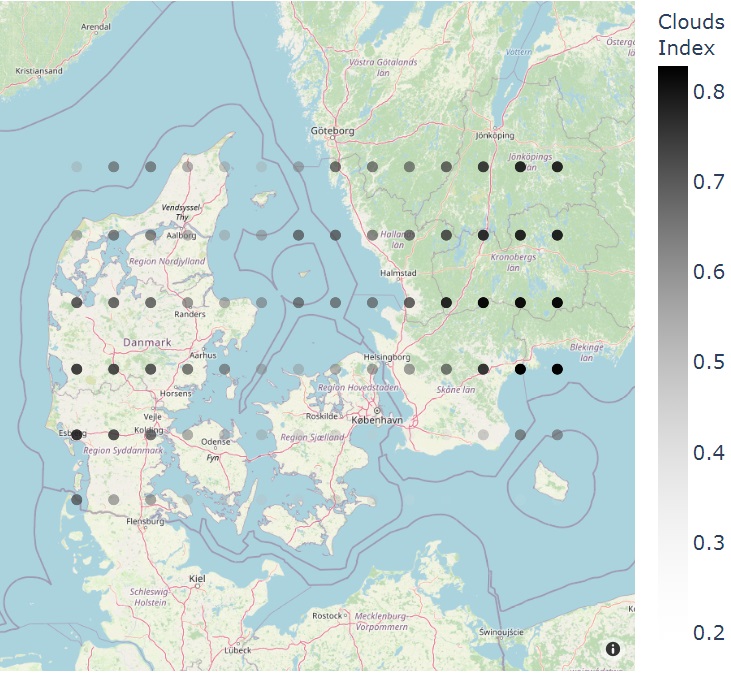 Arendal
Kristiansand
Göteborg
Västra Götalands
län
Vättern
Österg
Jönköping
Jönköpings
län
Vendsyssel-
Thy
Aalborg
Region Nordjylland
Hallands
län
Halmstad
Kronobergs
län
Randers
Danmark
Aarhus
Horsens
Helsingborg
Blekinge
län
Skåne län
Region Hovedstaden
Vejle
Kolding
Region Syddanmark
Odense
Fyn
Roskilde
København
Region Sjælland
Flensburg
Kiel
Schleswig-
Holstein
Lübeck
Rostock
Mecklenburg-
Vorpommern
Świnoujście
Clouds
Index
0.8
0.7
0.6
0.5
0.4
0.3
0.2